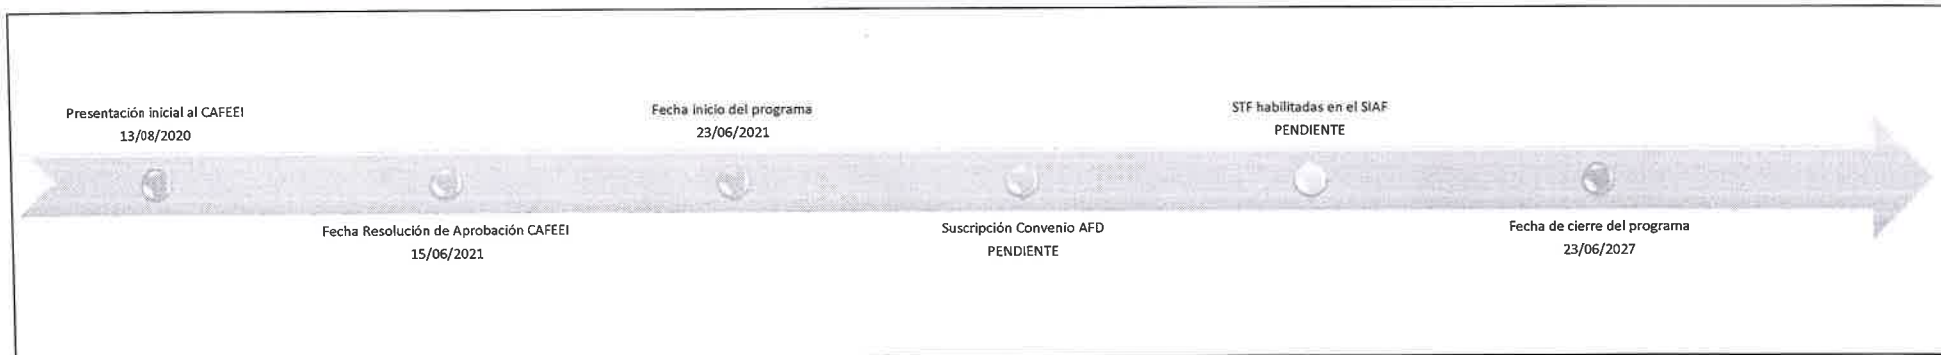 Presentación inicial al CAFEEI
13/08/2020
Fecha Resolución de Aprobación CAFEEI
15/06/2021
Fecha inicio del programa
23/06/2021
Suscripción Convenio AFD
PENDIENTE
STF habilitadas en el SIAF
PENDIENTE
Fecha de cierre del programa
23/06/2027